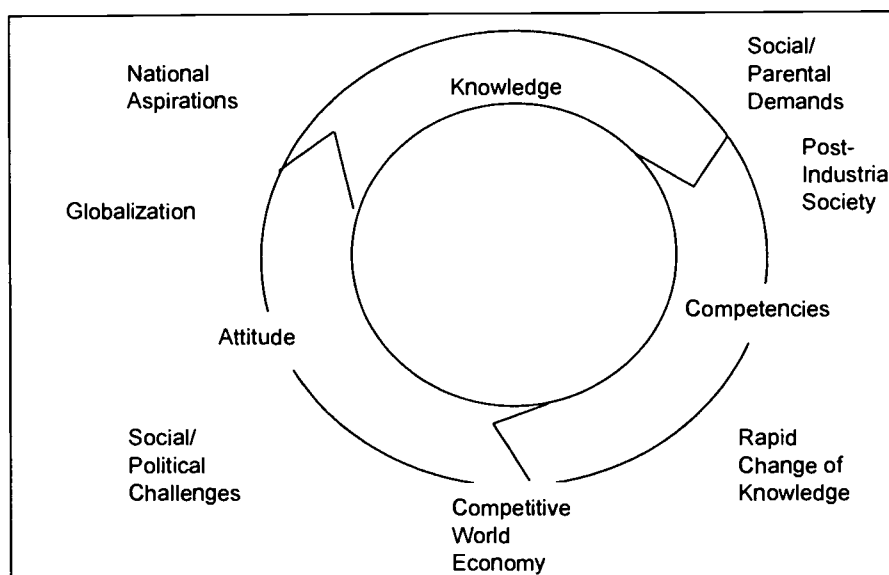 National
Aspirations
Knowledge
Social/
Parental
Demands
Post-
Industrial
Society
Globalization
Competencies
Attitude
Social/
Political
Challenges
Competitive
World
Economy
Rapid
Change of
Knowledge